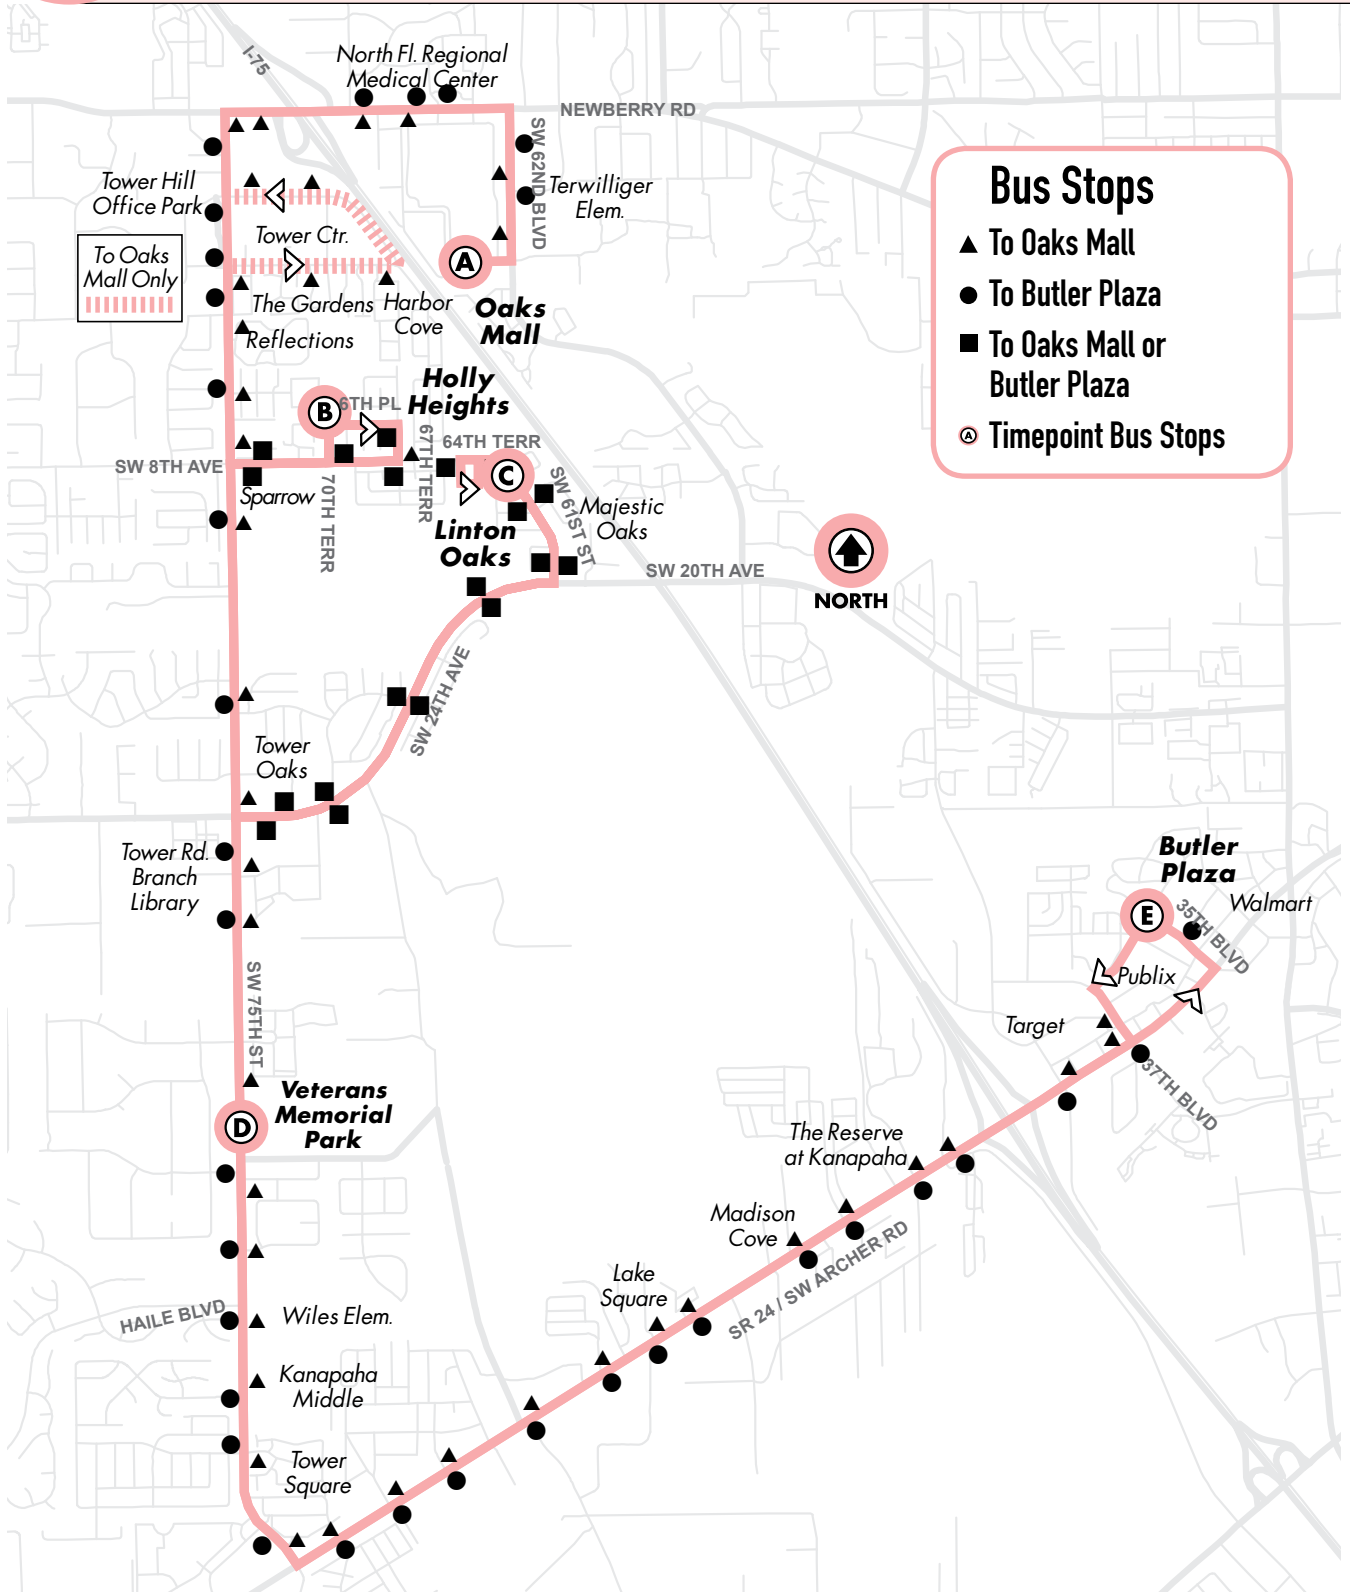 I-75
North Fl. Regional
Medical Center
NEWBERRY RD
SW 62ND BLVD
Terwilliger
Elem.
Tower Hill
Office Park
To Oaks
Mall Only
Tower Ctr.
The Gardens
Harbor
Cove
Reflections
A
Oaks
Mall
Bus Stops
To Oaks Mall
To Butler Plaza
To Oaks Mall or
Butler Plaza
A Timepoint Bus Stops
Holly
Heights
B
6TH PL
67TH TERR
64TH TERR
SW 8TH AVE
Sparrow
70TH TERR
C
Linton
Oaks
SW 61ST ST
Majestic
Oaks
SW 20TH AVE
NORTH
SW 24TH AVE
Tower
Oaks
Tower Rd.
Branch
Library
SW 75TH ST
Butler
Plaza
E
35TH BLVD
Walmart
Publix
Target
37TH BLVD
Veterans
Memorial
Park
D
The Reserve
at Kanapaha
Madison
Cove
SR 24 / SW ARCHER RD
Lake
Square
HAILE BLVD
Wiles Elem.
Kanapaha
Middle
Tower
Square